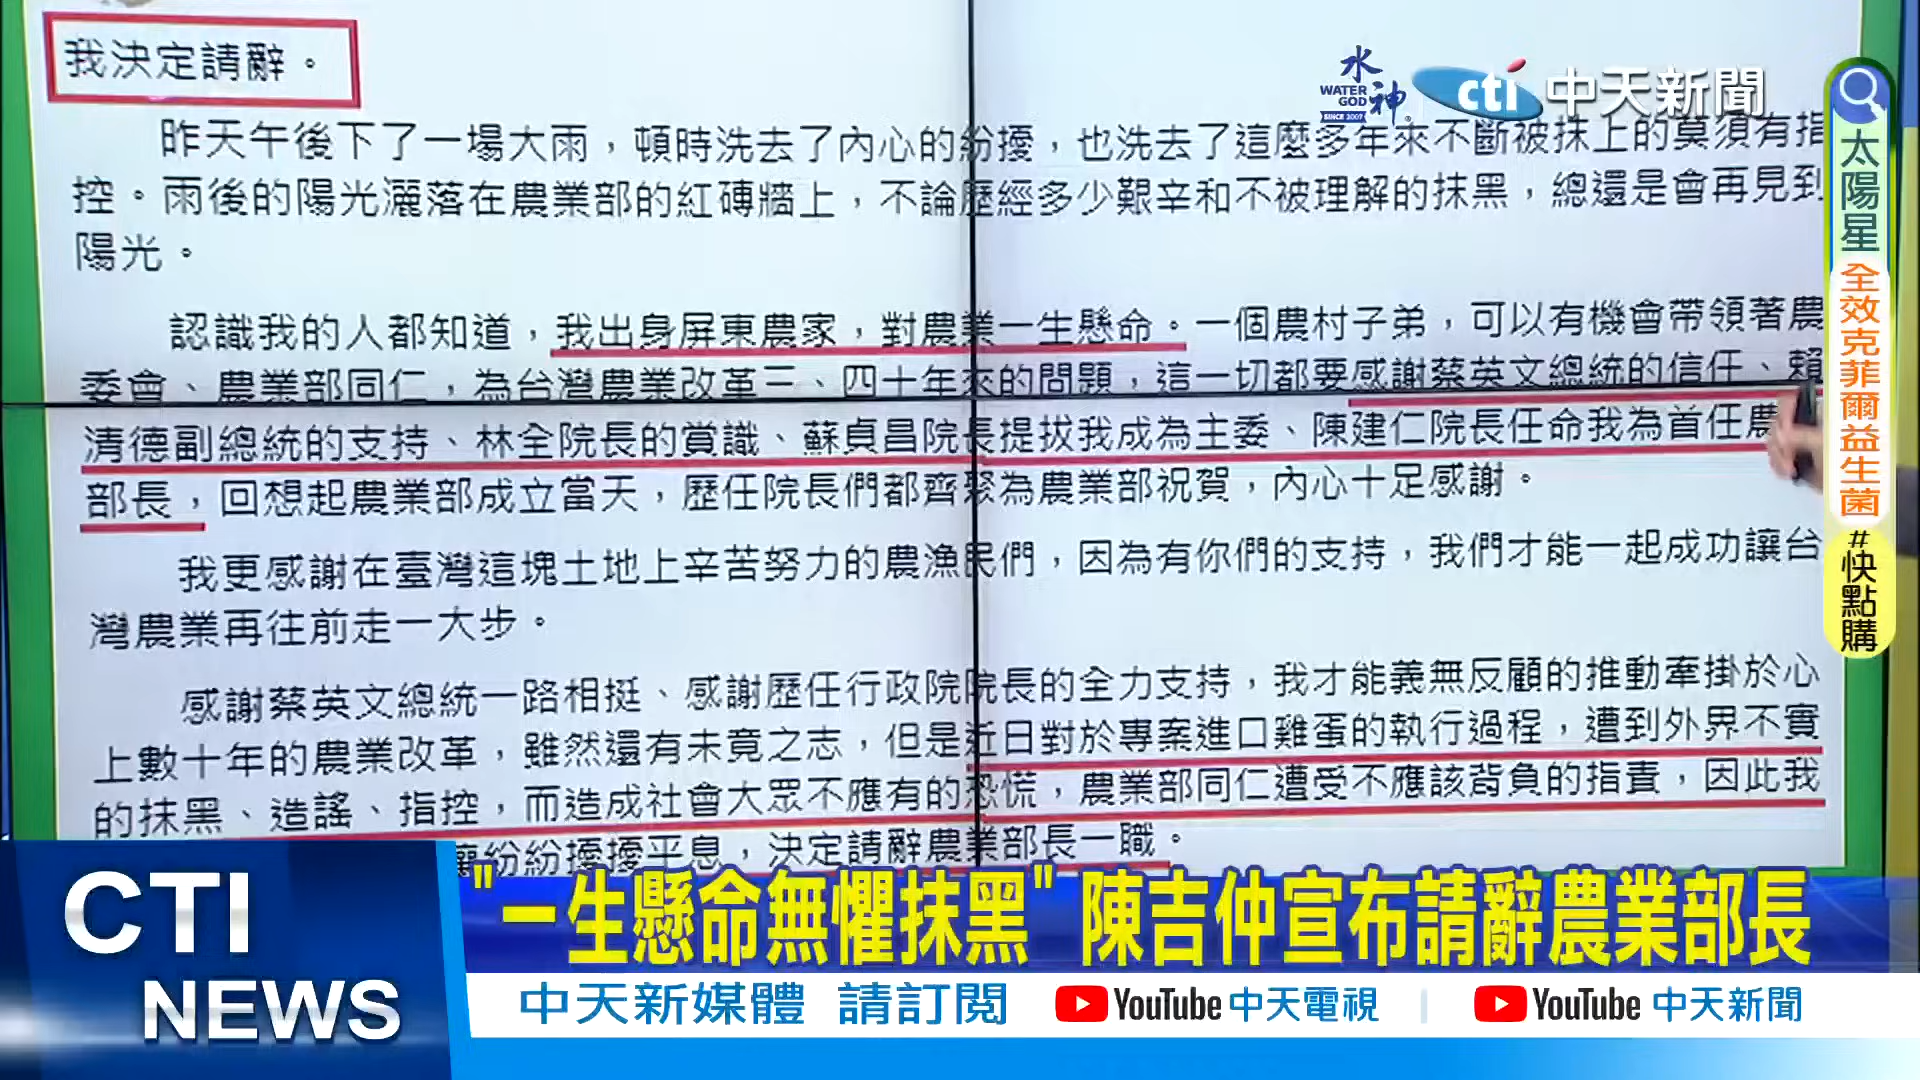 我決定請辭。
昨天午後下了一場大雨，頓時洗去了內心的紛擾，也洗去了這麼多年來不斷被抹上的莫須有指
控。雨後的陽光灑落在農業部的紅磚牆上，不論歷經多少艱辛和不被理解的抹黑，總還是會再見到
陽光。
認識我的人都知道，我出身屏東農家，對農業一生懸命。一個農村子弟，可以有機會帶領著農
委會、農業部同仁，為台灣農業改革三、四十年來的問題，這一切都要感謝蔡英文總統的信任、賴
清德副總統的支持、林全院長的賞識、蘇貞昌院長提拔我成為主委、陳建仁院長任命我為首任農
部長，回想起農業部成立當天，歷任院長們都齊聚為農業部祝賀，內心十足感謝。
我更感謝在臺灣這塊土地上辛苦努力的農漁民們，因為有你們的支持，我們才能一起成功讓台
灣農業再往前走一大步。
感謝蔡英文總統一路相挺、感謝歷任行政院院長的全力支持，我才能義無反顧的推動牽掛於心
上數十年的農業改革，雖然還有未竟之志，但是近日對於專案進口雞蛋的執行過程，遭到外界不實
的抹黑、造謠、指控，而造成社會大眾不應有的恐慌，農業部同仁遭受不應該背負的指責，因此我
讓紛紛擾擾平息，決定請辭農業部長一職。
水神
WATER GOD
SINCE 2007
cti 中天新聞
太陽星
全效克菲爾益生菌
#快點購
CTI NEWS
"一生懸命無懼抹黑" 陳吉仲宣布請辭農業部長
中天新媒體 請訂閱 YouTube 中天電視 | YouTube 中天新聞